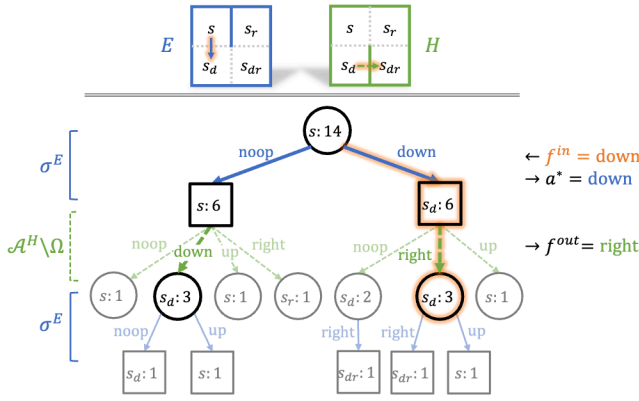 E
s s_r
s_d s_dr
s s_r
s_d s_dr
H
s: 14
noop down
σ^E
← f^in = down
→ a* = down
s: 6
s_d: 6
𝒜^H\Ω
noop down up right
noop right up
→ f^out = right
s: 1 s_d: 3 s: 1 s_r: 1 s_d: 2 s_d: 3 s: 1
σ^E
noop up right right up
s_d: 1 s: 1 s_dr: 1 s_dr: 1 s: 1